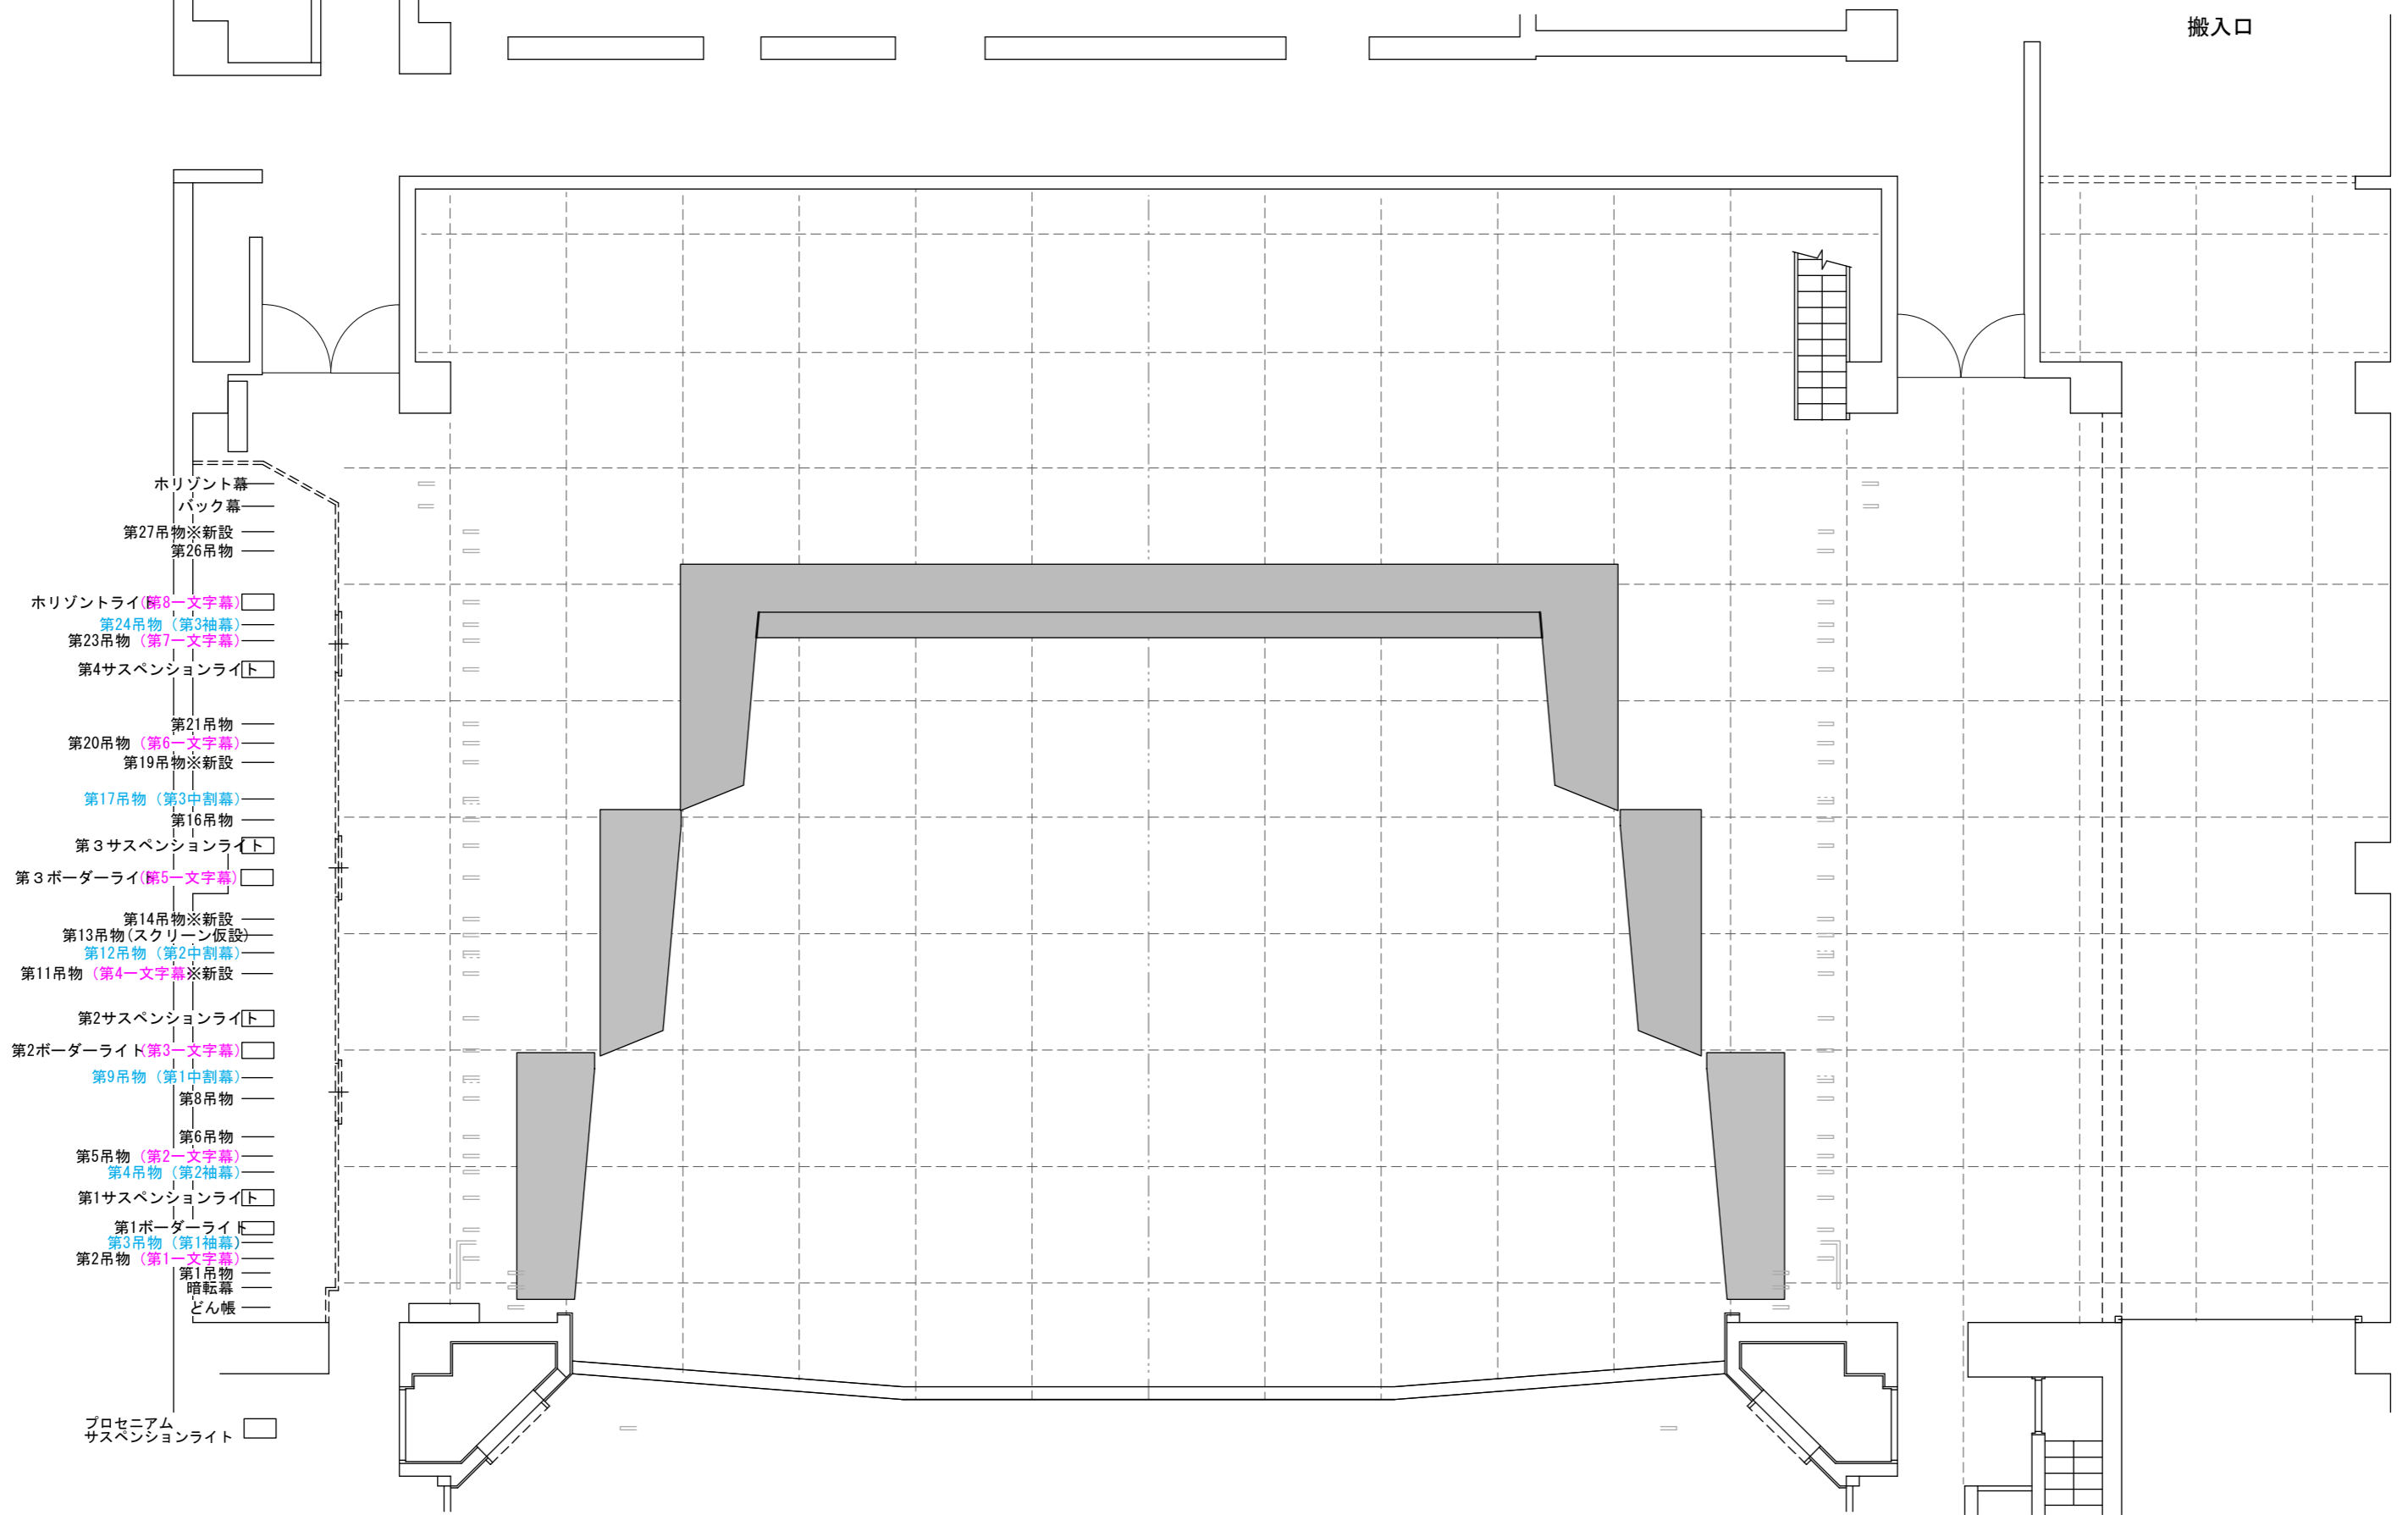 搬入口
ホリゾント幕
バック幕
第27吊物※新設
第26吊物
ホリゾントライト(第8一文字幕)
第24吊物（第3袖幕）
第23吊物（第7一文字幕）
第4サスペンションライト
第21吊物
第20吊物（第6一文字幕）
第19吊物※新設
第17吊物（第3中割幕）
第16吊物
第３サスペンションライト
第３ボーダーライト(第5一文字幕)
第14吊物※新設
第13吊物(スクリーン仮設)
第12吊物（第2中割幕）
第11吊物（第4一文字幕※新設
第2サスペンションライト
第2ボーダーライト(第3一文字幕)
第9吊物（第1中割幕）
第8吊物
第6吊物
第5吊物（第2一文字幕）
第4吊物（第2袖幕）
第1サスペンションライト
第1ボーダーライト
第3吊物（第1袖幕）
第2吊物（第1一文字幕）
第1吊物
暗転幕
どん帳
プロセニアム
サスペンションライト